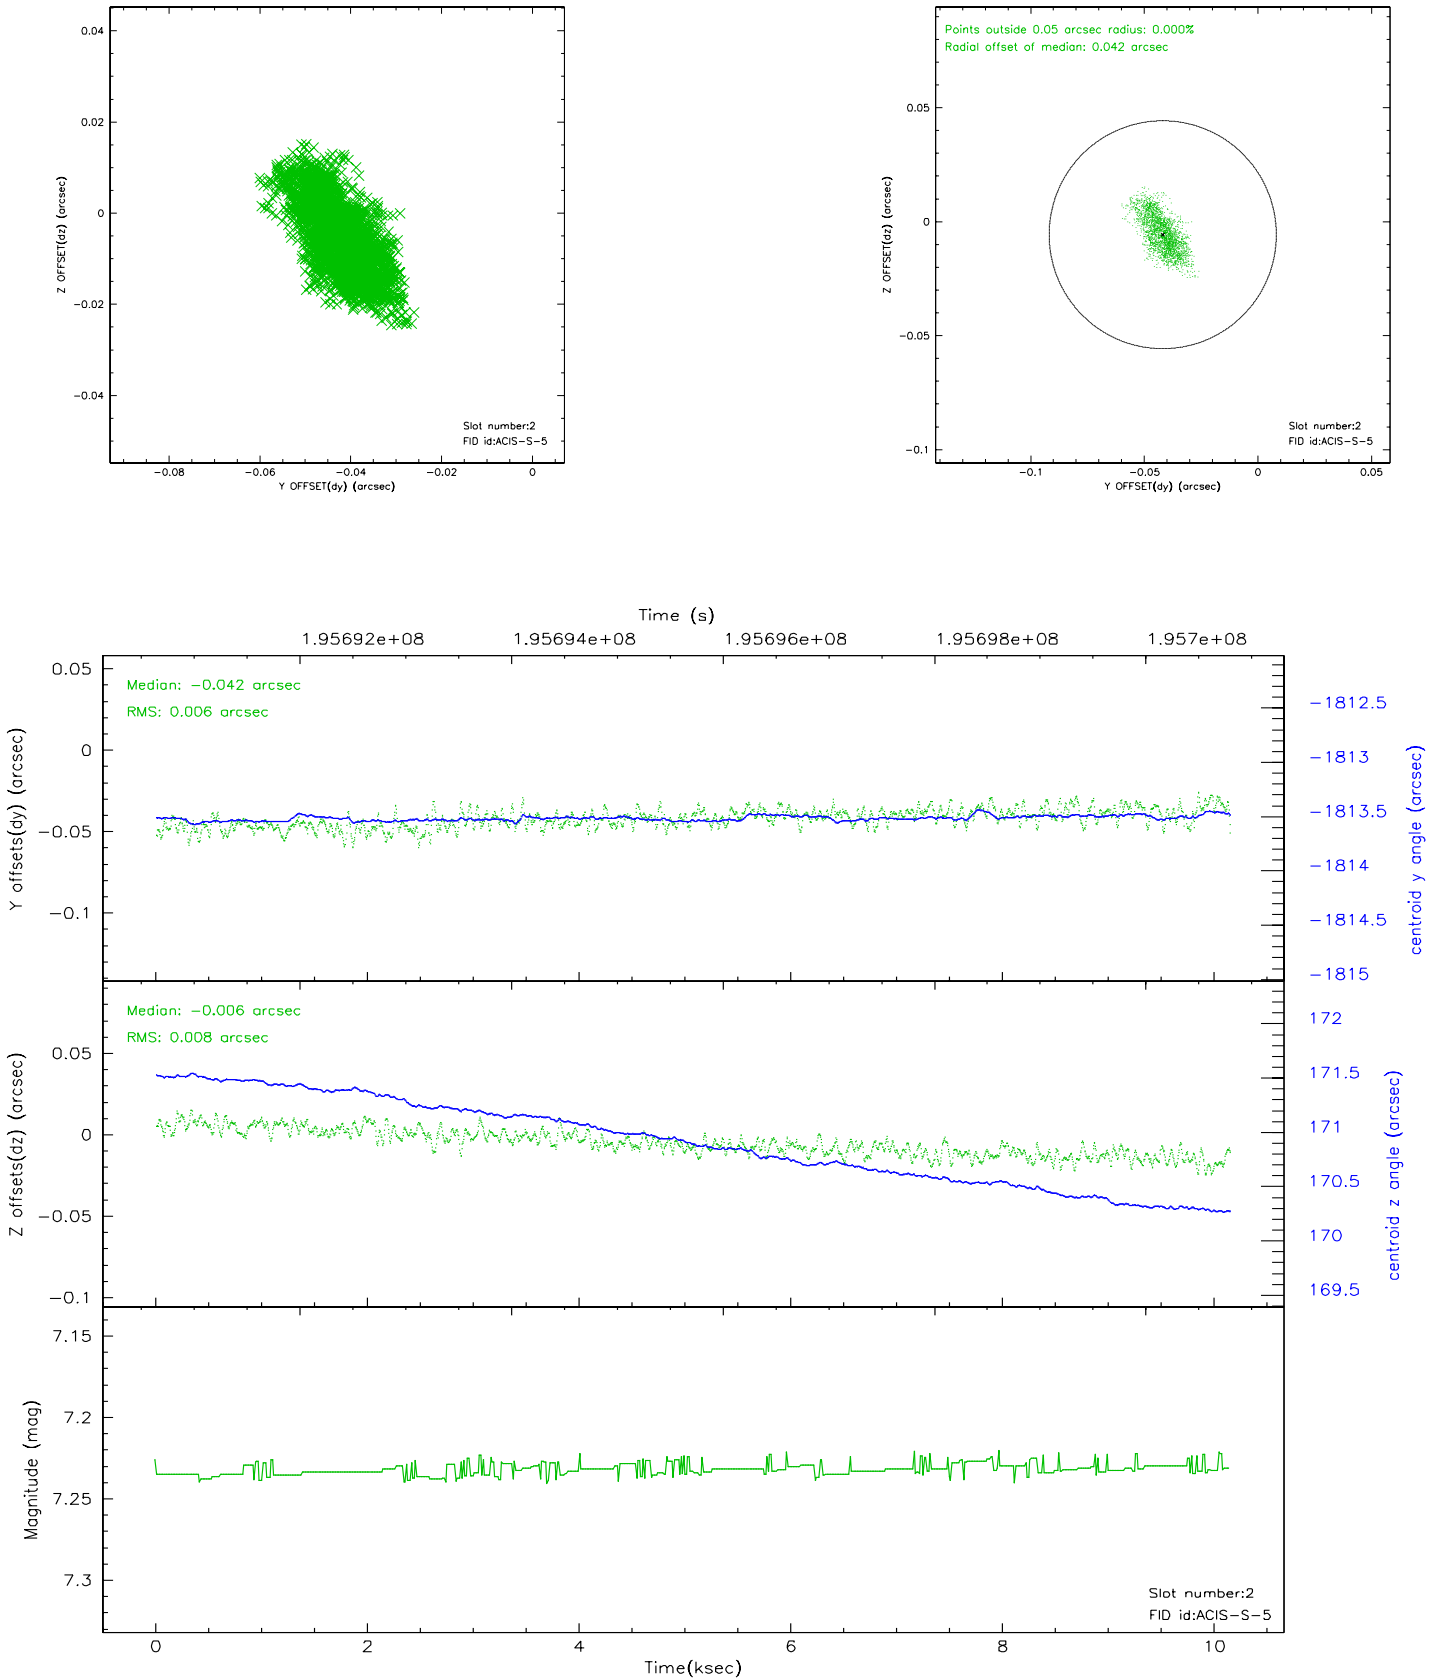 0.04
0.02
0
−0.02
−0.04
Z OFFSET(dz) (arcsec)
Slot number:2
FID id:ACIS−S−5
−0.08
−0.06
−0.04
−0.02
0
Y OFFSET(dy) (arcsec)
Points outside 0.05 arcsec radius: 0.000%
Radial offset of median: 0.042 arcsec
0.05
0
−0.05
−0.1
Z OFFSET(dz) (arcsec)
Slot number:2
FID id:ACIS−S−5
−0.1
−0.05
0
0.05
Y OFFSET(dy) (arcsec)
Time (s)
1.95692e+08
1.95694e+08
1.95696e+08
1.95698e+08
1.957e+08
0.05
0
−0.05
−0.1
Y offsets(dy) (arcsec)
Median: −0.042 arcsec
RMS: 0.006 arcsec
−1812.5
−1813
−1813.5
−1814
−1814.5
−1815
centroid y angle (arcsec)
0.05
0
−0.05
−0.1
Z offsets(dz) (arcsec)
Median: −0.006 arcsec
RMS: 0.008 arcsec
172
171.5
171
170.5
170
169.5
centroid z angle (arcsec)
7.15
7.2
7.25
7.3
Magnitude (mag)
Slot number:2
FID id:ACIS−S−5
0
2
4
6
8
10
Time(ksec)